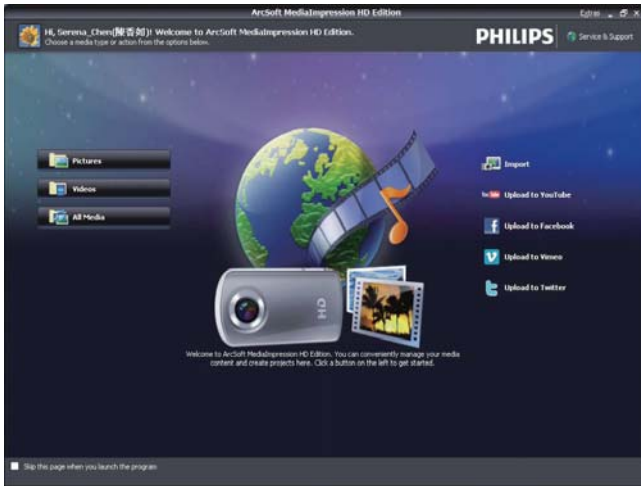 ArcSoft MediaImpression HD Edition
Extras
Hi, Serena_Chen(陳香如)! Welcome to ArcSoft MediaImpression HD Edition.
Choose a media type or action from the options below.
PHILIPS
Service & Support
Pictures
Videos
All Media
Import
You Tube
Upload to YouTube
Upload to Facebook
Upload to Vimeo
Upload to Twitter
HD
Welcome to ArcSoft MediaImpression HD Edition. You can conveniently manage your media
content and create projects here. Click a button on the left to get started.
Skip this page when you launch the program